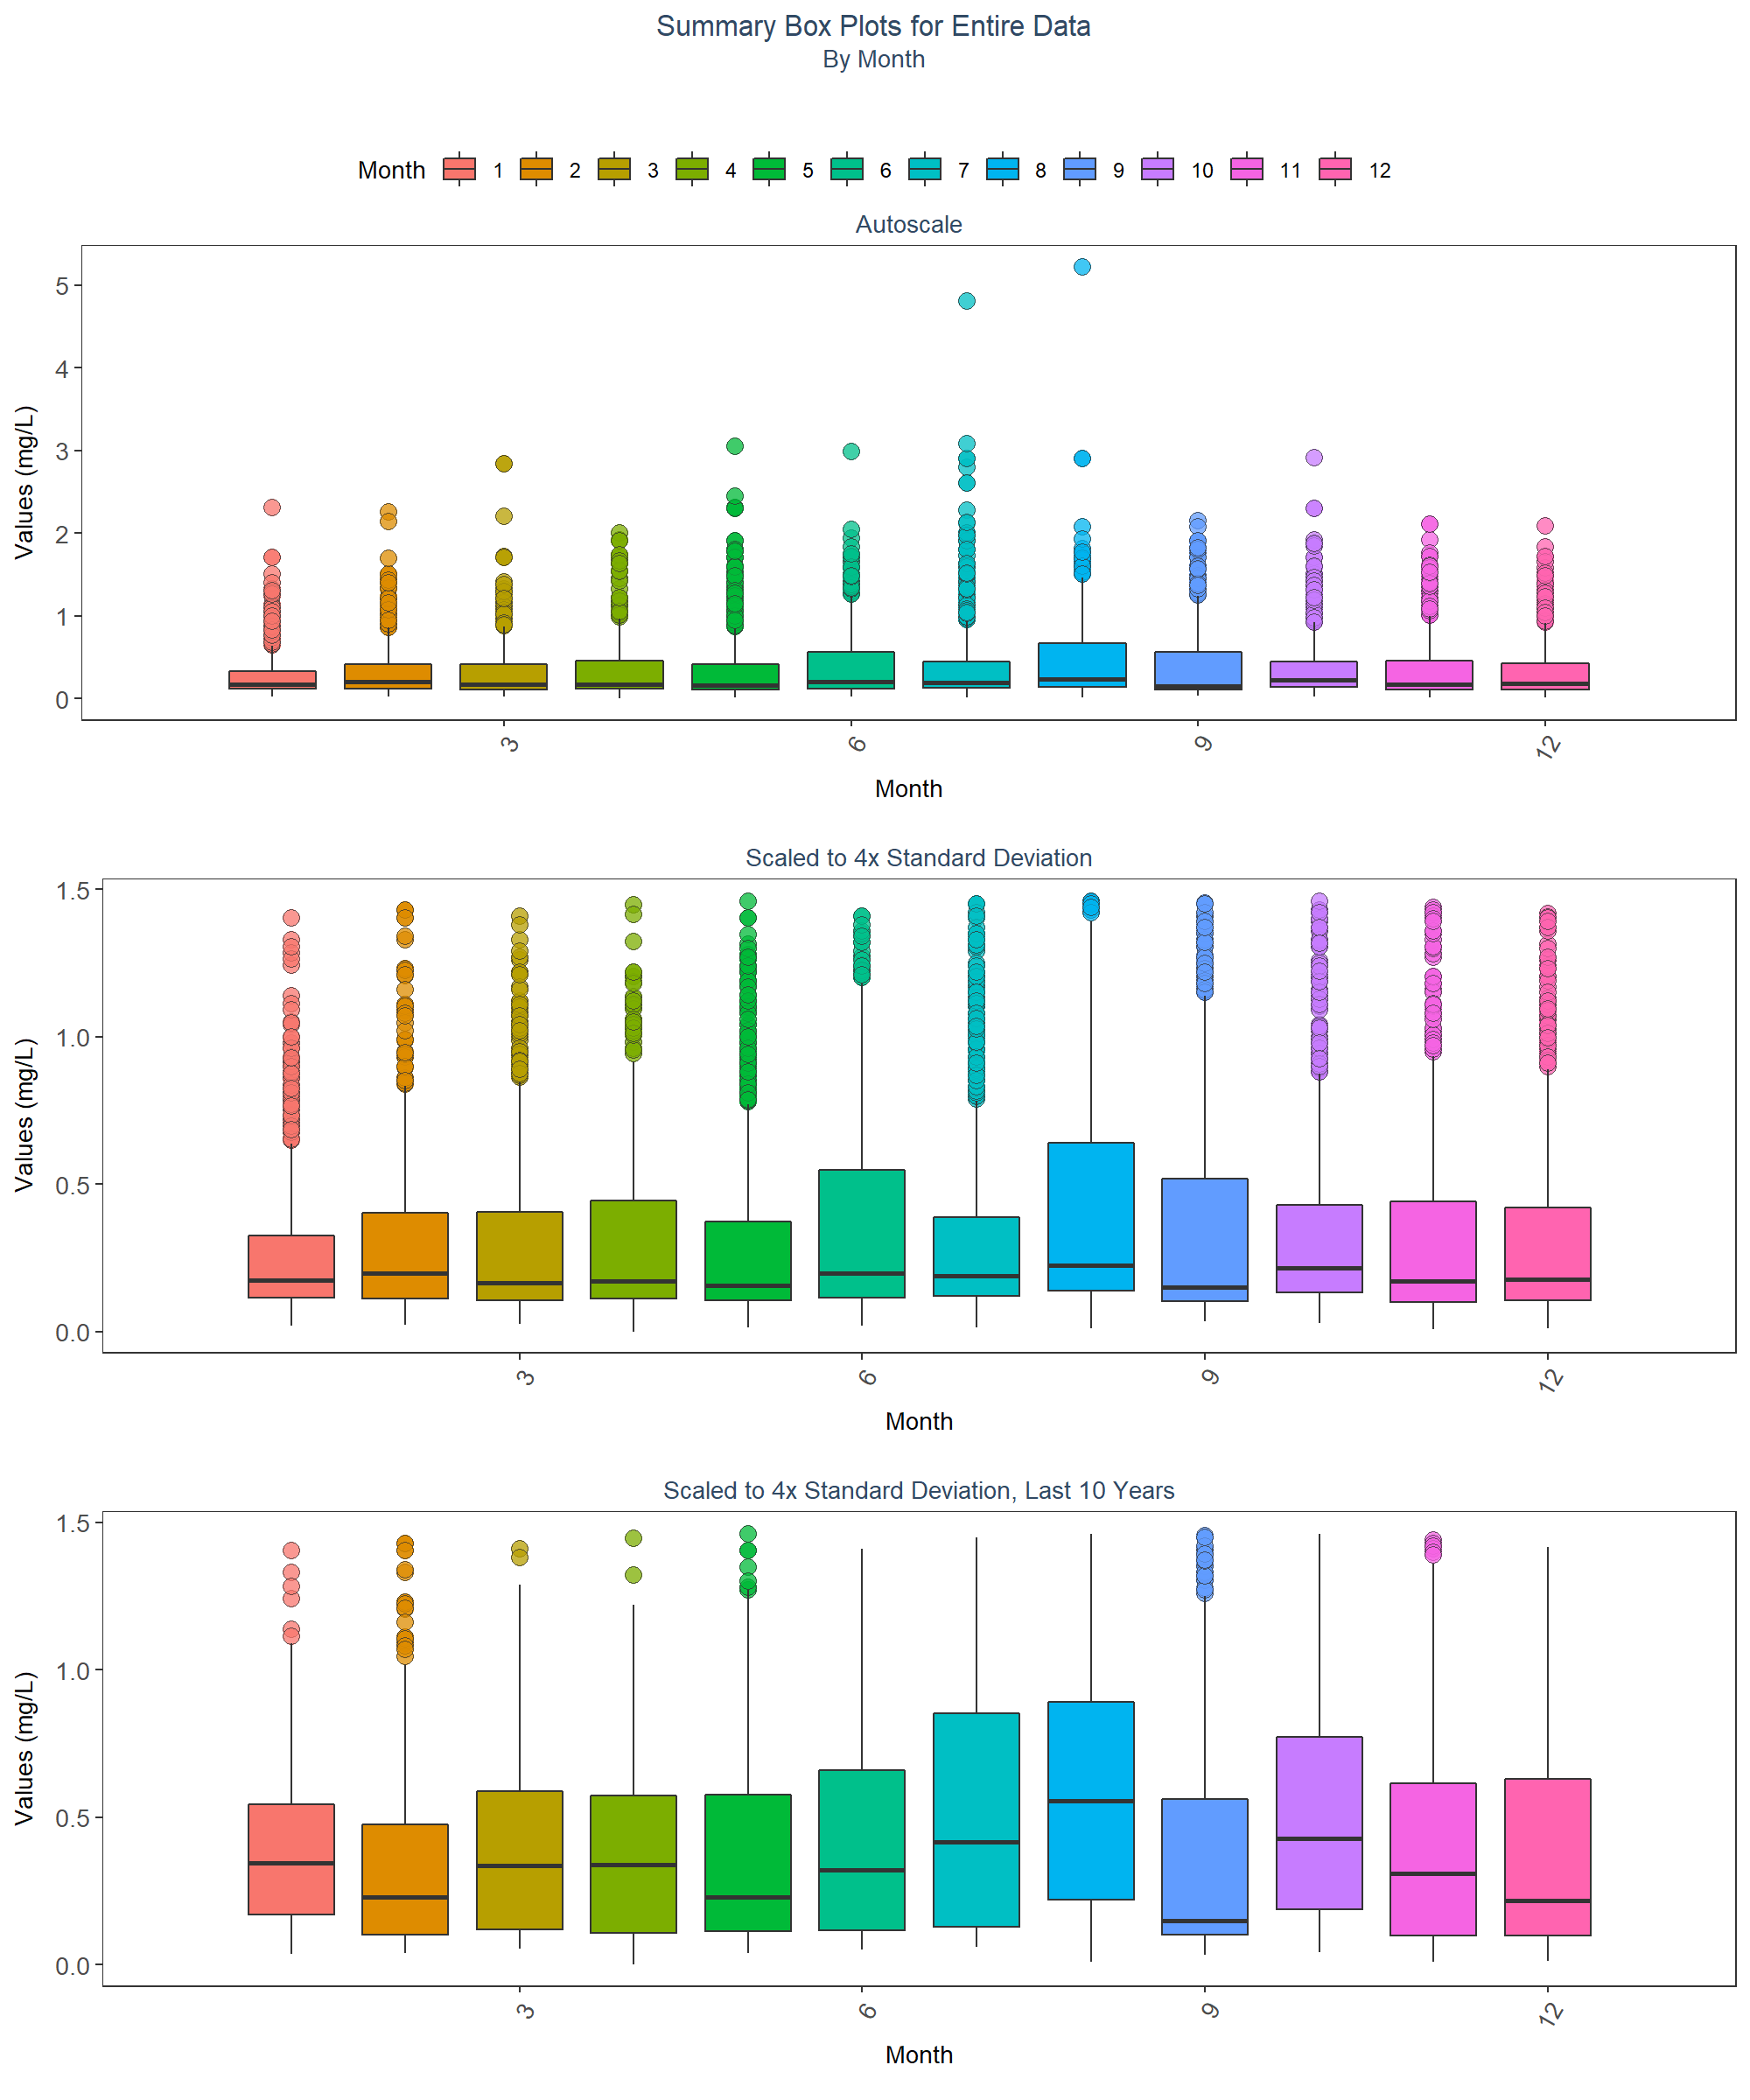 Summary Box Plots for Entire Data
By Month
Month 1 2 3 4 5 6 7 8 9 10 11 12
Autoscale
Values (mg/L)
5
4
3
2
1
0
3 6 9 12
Month
Scaled to 4x Standard Deviation
Values (mg/L)
1.5
1.0
0.5
0.0
3 6 9 12
Month
Scaled to 4x Standard Deviation, Last 10 Years
Values (mg/L)
1.5
1.0
0.5
0.0
3 6 9 12
Month